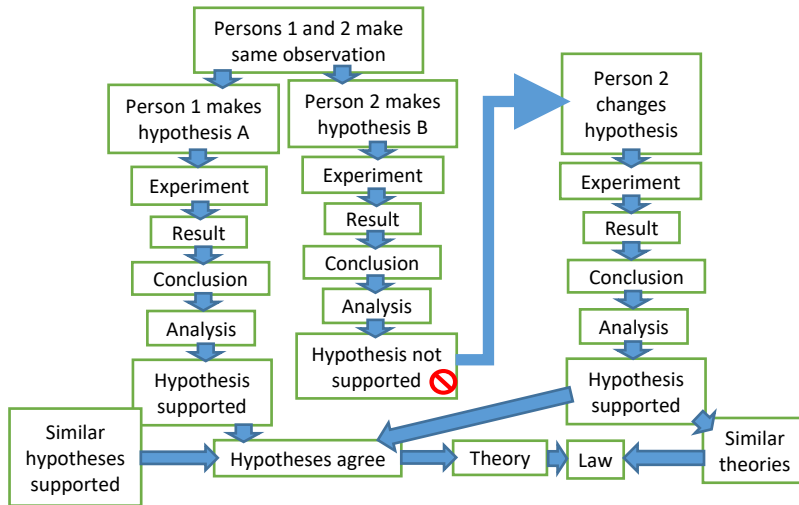 Persons 1 and 2 make
same observation
Person 1 makes
hypothesis A
Experiment
Result
Conclusion
Analysis
Hypothesis
supported
Person 2 makes
hypothesis B
Experiment
Result
Conclusion
Analysis
Hypothesis not
supported
Person 2
changes
hypothesis
Experiment
Result
Conclusion
Analysis
Hypothesis
supported
Similar
hypotheses
supported
Hypotheses agree
Theory
Law
Similar
theories